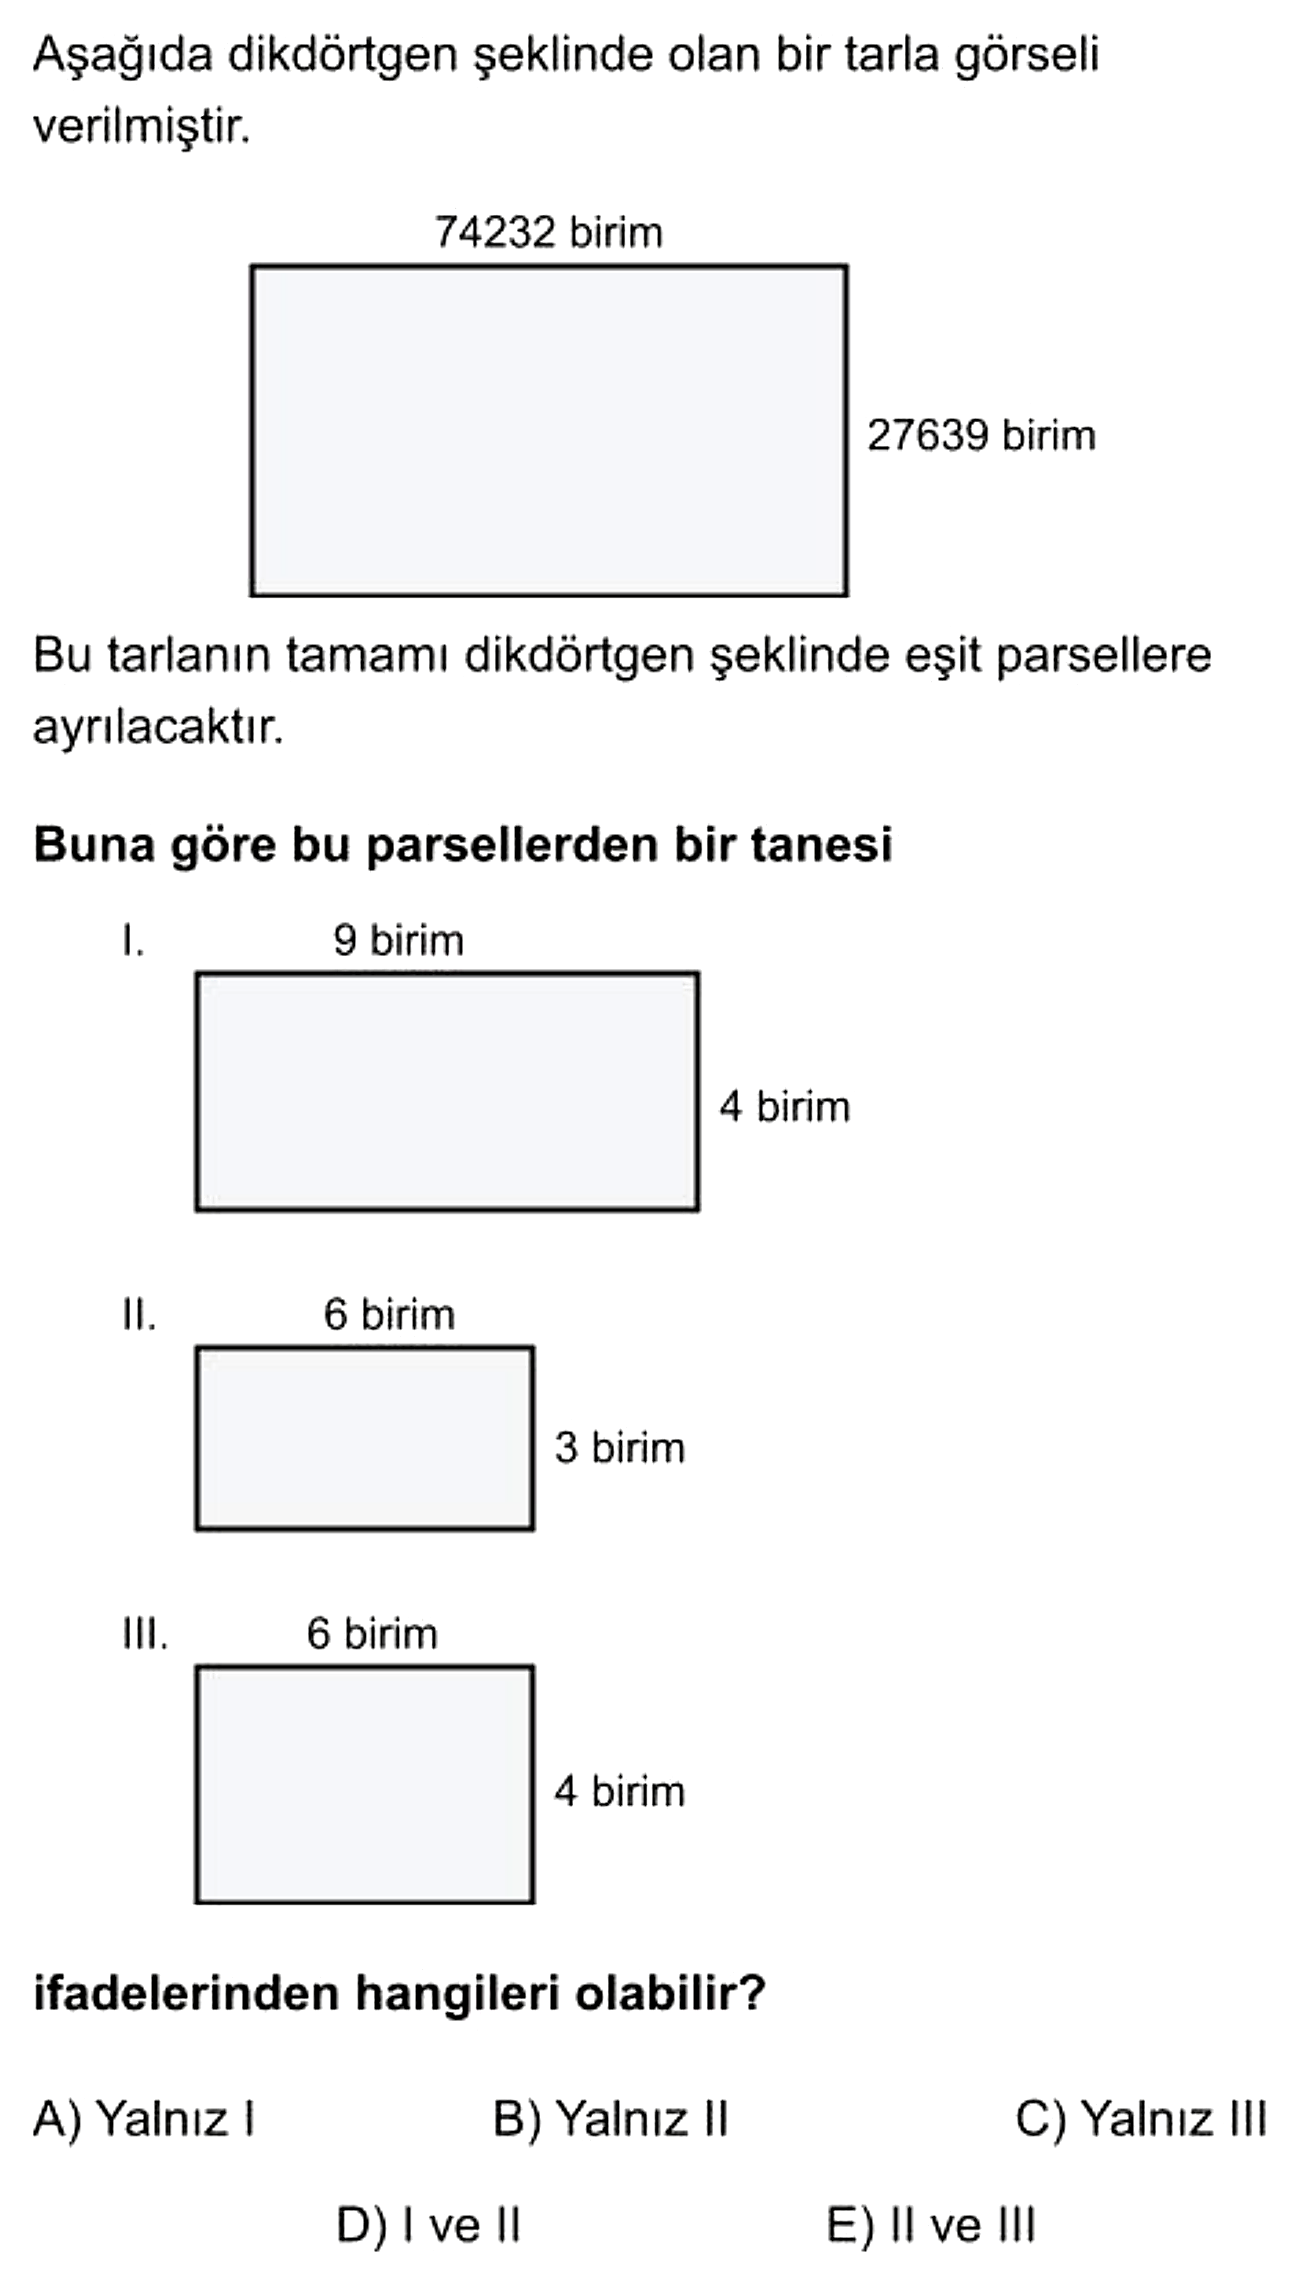 Aşağıda dikdörtgen şeklinde olan bir tarla görseli
verilmiştir.
74232 birim
27639 birim
Bu tarlanın tamamı dikdörtgen şeklinde eşit parsellere
ayrılacaktır.
Buna göre bu parsellerden bir tanesi
I. 9 birim
4 birim
II. 6 birim
3 birim
III. 6 birim
4 birim
ifadelerinden hangileri olabilir?
A) Yalnız I B) Yalnız II C) Yalnız III
D) I ve II E) II ve III